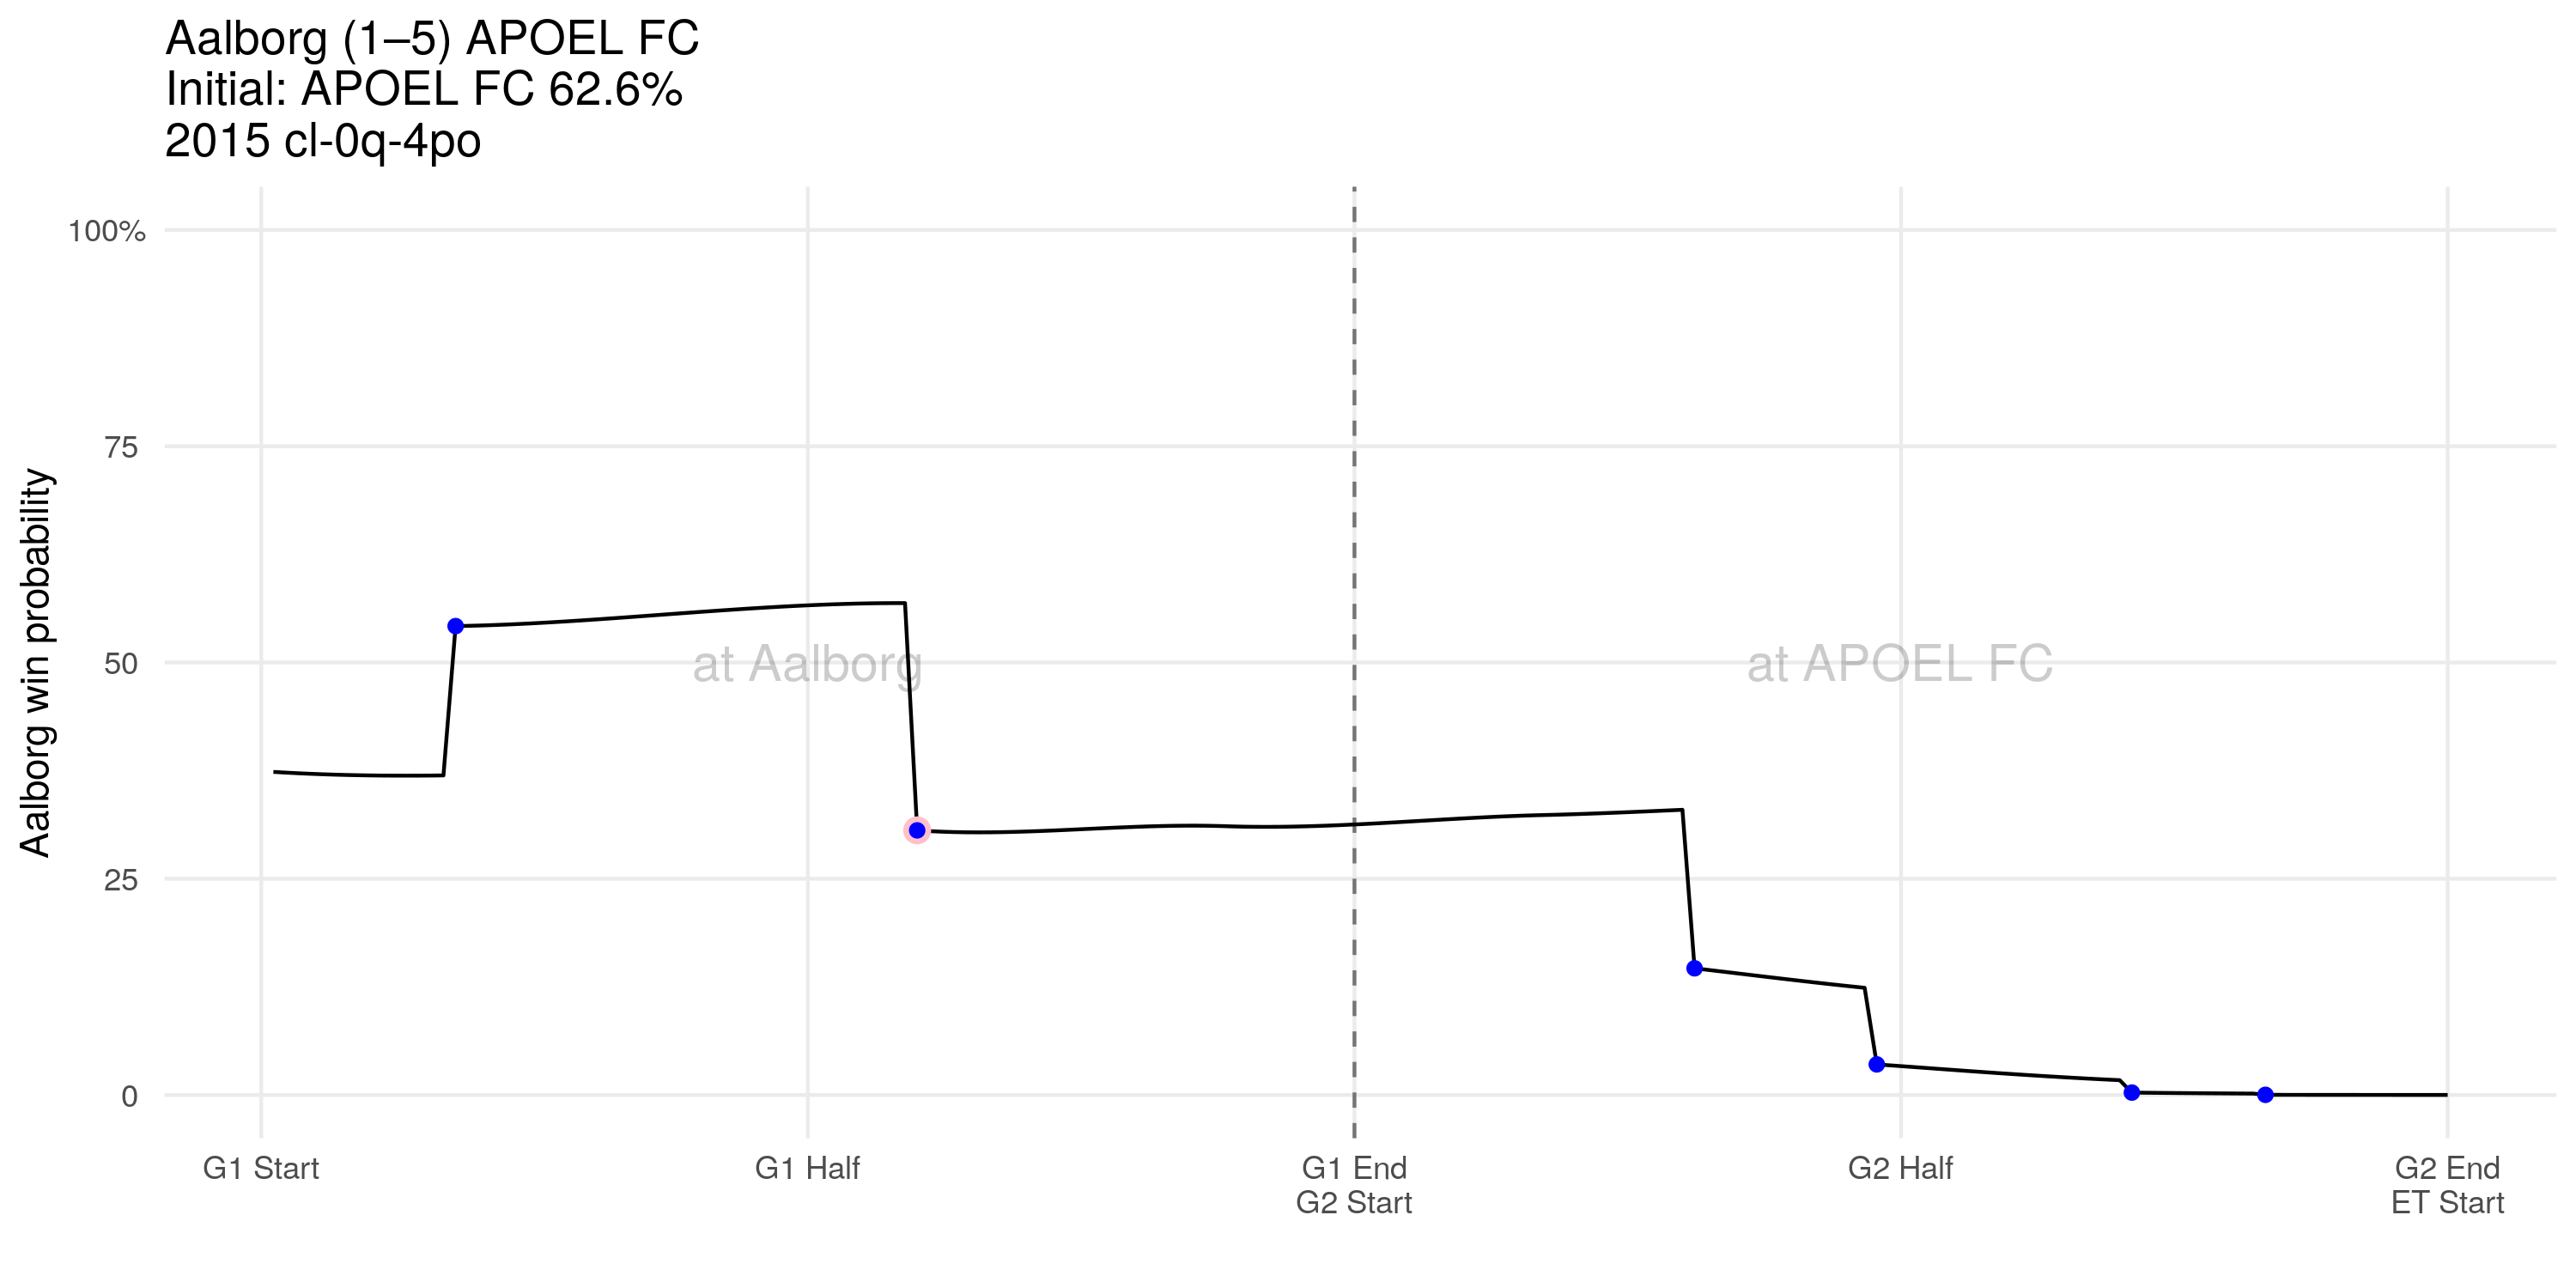 Aalborg (1–5) APOEL FC
Initial: APOEL FC 62.6%
2015 cl-0q-4po
Aalborg win probability
100%
75
50
25
0
at Aalborg
at APOEL FC
G1 Start
G1 Half
G1 End
G2 Start
G2 Half
G2 End
ET Start